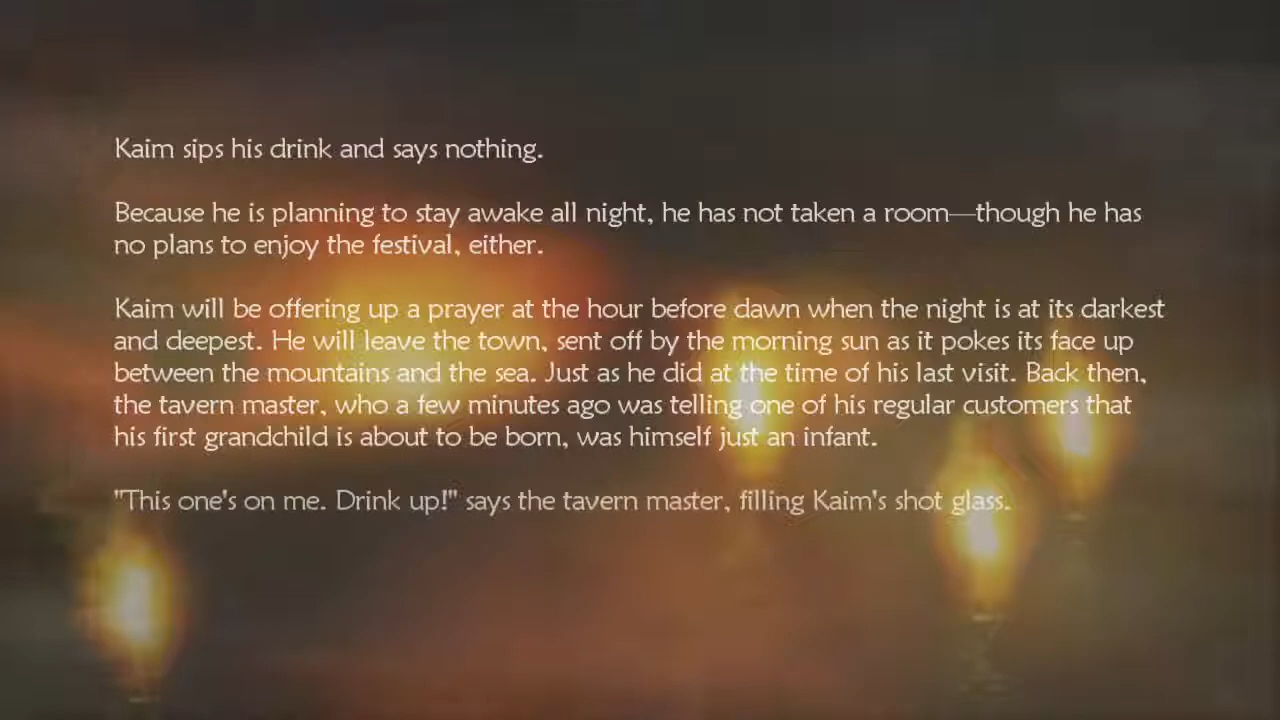 Kaim sips his drink and says nothing.
Because he is planning to stay awake all night, he has not taken a room—though he has
no plans to enjoy the festival, either.
Kaim will be offering up a prayer at the hour before dawn when the night is at its darkest
and deepest. He will leave the town, sent off by the morning sun as it pokes its face up
between the mountains and the sea. Just as he did at the time of his last visit. Back then,
the tavern master, who a few minutes ago was telling one of his regular customers that
his first grandchild is about to be born, was himself just an infant.
"This one's on me. Drink up!" says the tavern master, filling Kaim's shot glass.